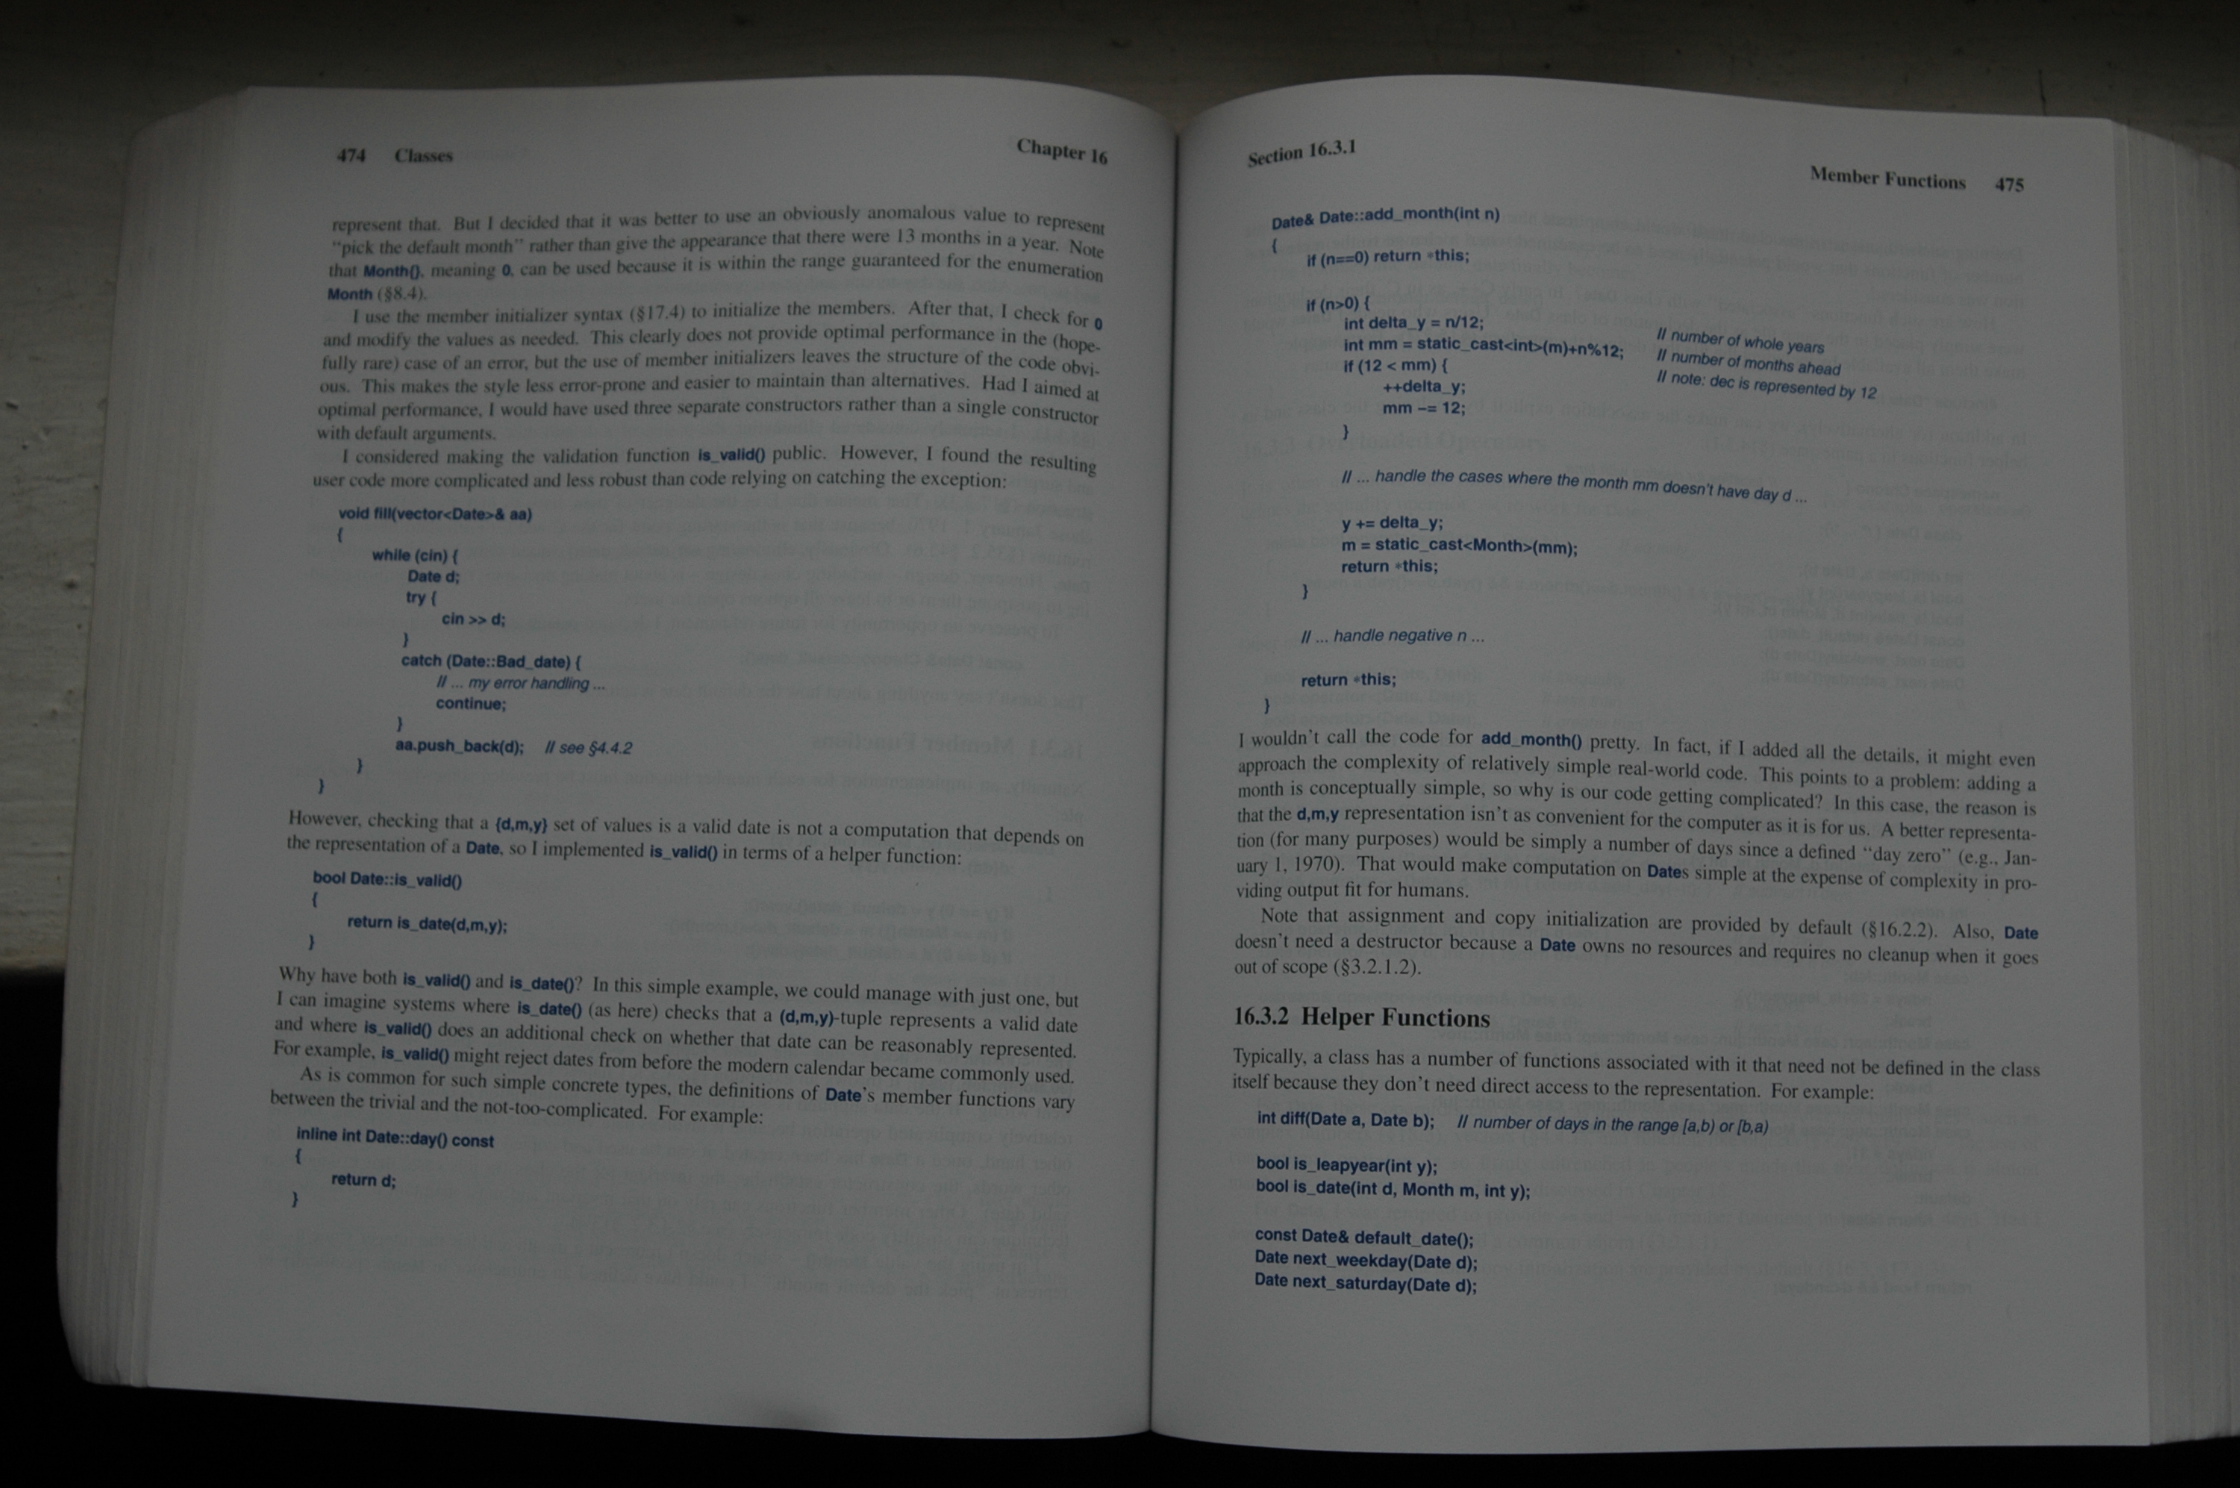 474 Classes Chapter 16
represent that. But I decided that it was better to use an obviously anomalous value to represent
“pick the default month” rather than give the appearance that there were 13 months in a year. Note
that Month(), meaning 0, can be used because it is within the range guaranteed for the enumeration
Month (§8.4).
I use the member initializer syntax (§17.4) to initialize the members. After that, I check for 0
and modify the values as needed. This clearly does not provide optimal performance in the (hope-
fully rare) case of an error, but the use of member initializers leaves the structure of the code obvi-
ous. This makes the style less error-prone and easier to maintain than alternatives. Had I aimed at
optimal performance, I would have used three separate constructors rather than a single constructor
with default arguments.
I considered making the validation function is_valid() public. However, I found the resulting
user code more complicated and less robust than code relying on catching the exception:
void fill(vector<Date>& aa)
{
while (cin) {
Date d;
try {
cin >> d;
}
catch (Date::Bad_date) {
// ... my error handling ...
continue;
}
aa.push_back(d); // see §4.4.2
}
}
However, checking that a {d,m,y} set of values is a valid date is not a computation that depends on
the representation of a Date, so I implemented is_valid() in terms of a helper function:
bool Date::is_valid()
{
return is_date(d,m,y);
}
Why have both is_valid() and is_date()? In this simple example, we could manage with just one, but
I can imagine systems where is_date() (as here) checks that a (d,m,y)-tuple represents a valid date
and where is_valid() does an additional check on whether that date can be reasonably represented.
For example, is_valid() might reject dates from before the modern calendar became commonly used.
As is common for such simple concrete types, the definitions of Date’s member functions vary
between the trivial and the not-too-complicated. For example:
inline int Date::day() const
{
return d;
}
Section 16.3.1 Member Functions 475
Date& Date::add_month(int n)
{
if (n==0) return *this;
if (n>0) {
int delta_y = n/12; // number of whole years
int mm = static_cast<int>(m)+n%12; // number of months ahead
if (12 < mm) { // note: dec is represented by 12
++delta_y;
mm −= 12;
}
// ... handle the cases where the month mm doesn’t have day d ...
y += delta_y;
m = static_cast<Month>(mm);
return *this;
}
// ... handle negative n ...
return *this;
}
I wouldn’t call the code for add_month() pretty. In fact, if I added all the details, it might even
approach the complexity of relatively simple real-world code. This points to a problem: adding a
month is conceptually simple, so why is our code getting complicated? In this case, the reason is
that the d,m,y representation isn’t as convenient for the computer as it is for us. A better representa-
tion (for many purposes) would be simply a number of days since a defined “day zero” (e.g., Jan-
uary 1, 1970). That would make computation on Dates simple at the expense of complexity in pro-
viding output fit for humans.
Note that assignment and copy initialization are provided by default (§16.2.2). Also, Date
doesn’t need a destructor because a Date owns no resources and requires no cleanup when it goes
out of scope (§3.2.1.2).
16.3.2 Helper Functions
Typically, a class has a number of functions associated with it that need not be defined in the class
itself because they don’t need direct access to the representation. For example:
int diff(Date a, Date b); // number of days in the range [a,b) or [b,a)
bool is_leapyear(int y);
bool is_date(int d, Month m, int y);
const Date& default_date();
Date next_weekday(Date d);
Date next_saturday(Date d);